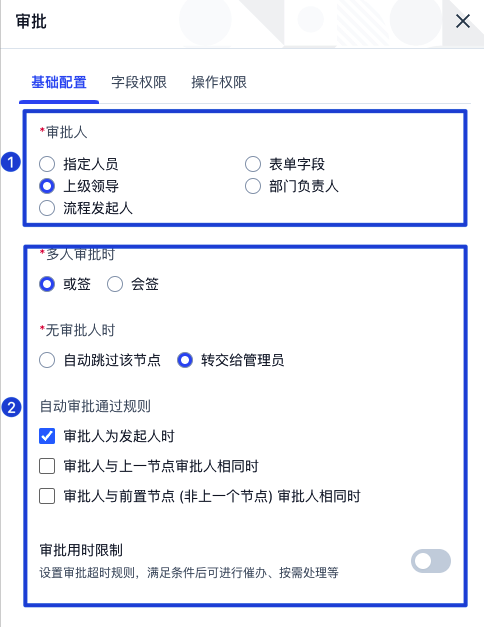 审批
基础配置 字段权限 操作权限
*审批人
1
指定人员 表单字段
上级领导 部门负责人
流程发起人
*多人审批时
或签 会签
*无审批人时
自动跳过该节点 转交给管理员
2
自动审批通过规则
审批人为发起人时
审批人与上一节点审批人相同时
审批人与前置节点 (非上一个节点) 审批人相同时
审批用时限制
设置审批超时规则，满足条件后可进行催办、按需处理等